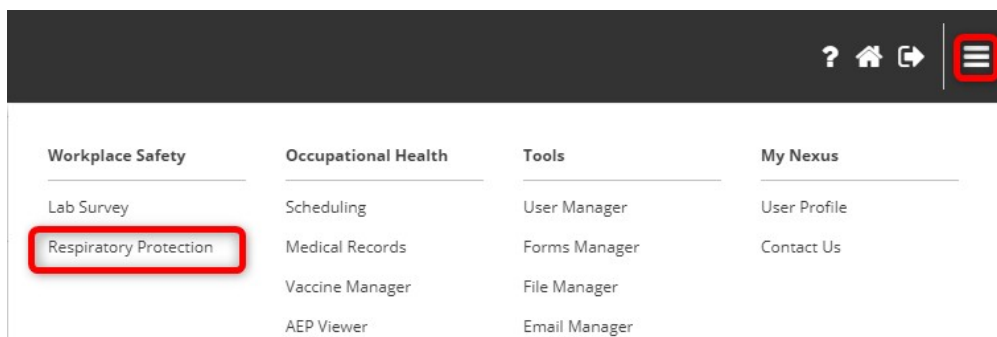 ?
Workplace Safety
Occupational Health
Tools
My Nexus
Lab Survey
Scheduling
User Manager
User Profile
Respiratory Protection
Medical Records
Forms Manager
Contact Us
Vaccine Manager
File Manager
AEP Viewer
Email Manager